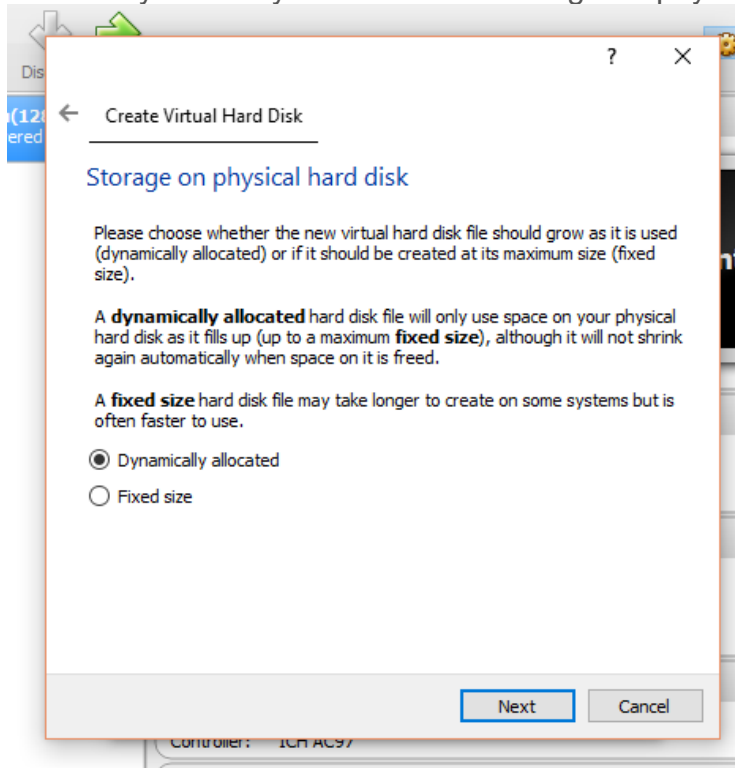 Dis
(128
ered
?
Create Virtual Hard Disk
Storage on physical hard disk
Please choose whether the new virtual hard disk file should grow as it is used
(dynamically allocated) or if it should be created at its maximum size (fixed
size).
A dynamically allocated hard disk file will only use space on your physical
hard disk as it fills up (up to a maximum fixed size), although it will not shrink
again automatically when space on it is freed.
A fixed size hard disk file may take longer to create on some systems but is
often faster to use.
Dynamically allocated
Fixed size
Next Cancel
Controller: ICH AC97